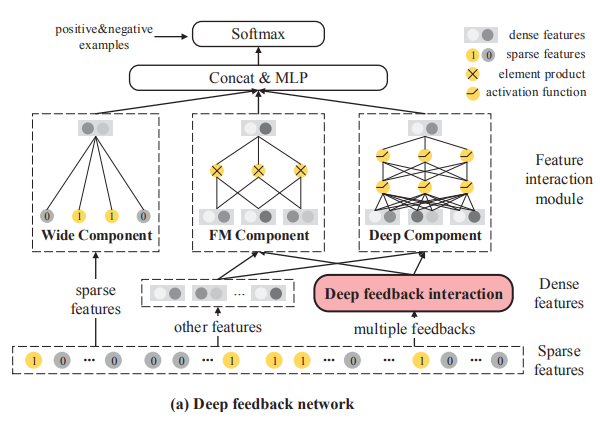 positive&negative
examples
Softmax
Concat & MLP
dense features
1 0 sparse features
element product
activation function
0 1 1 0
Wide Component
FM Component
Deep Compoment
Feature
interaction
module
sparse
features
...
Deep feedback interaction
Dense
features
other features
multiple feedbacks
1 0 ... 0 0 0 ... 1 1 1 ... 0 ... 1 0 ... 0
Sparse
features
(a) Deep feedback network